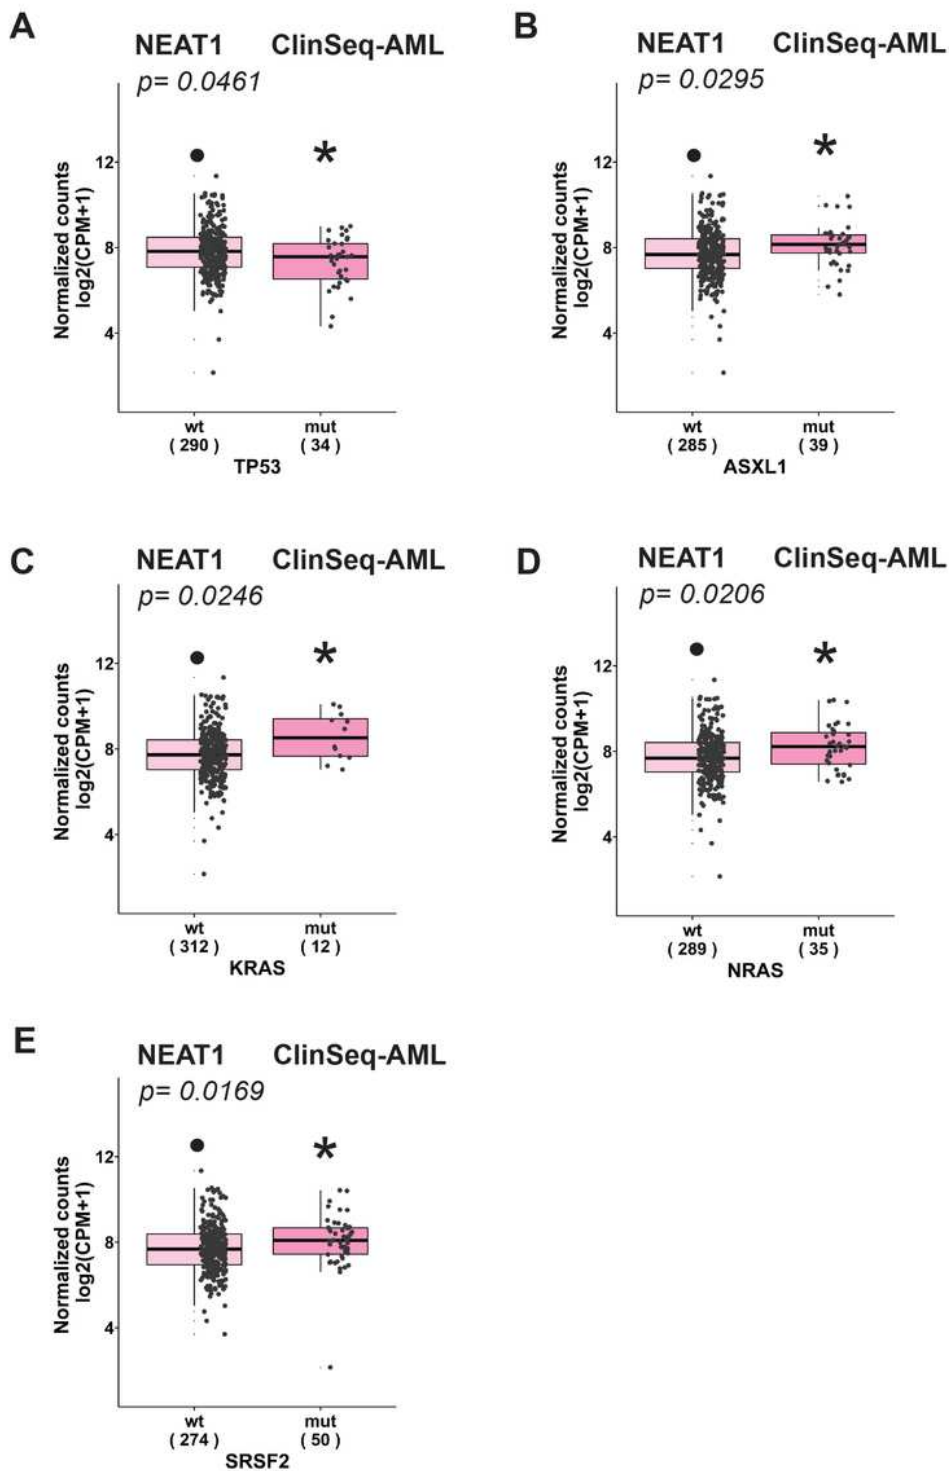 A
NEAT1 ClinSeq-AML
p= 0.0461
Normalized counts
log2(CPM+1)
12
8
4
wt mut
( 290 ) ( 34 )
TP53
B
NEAT1 ClinSeq-AML
p= 0.0295
Normalized counts
log2(CPM+1)
12
8
4
wt mut
( 285 ) ( 39 )
ASXL1
C
NEAT1 ClinSeq-AML
p= 0.0246
Normalized counts
log2(CPM+1)
12
8
4
wt mut
( 312 ) ( 12 )
KRAS
D
NEAT1 ClinSeq-AML
p= 0.0206
Normalized counts
log2(CPM+1)
12
8
4
wt mut
( 289 ) ( 35 )
NRAS
E
NEAT1 ClinSeq-AML
p= 0.0169
Normalized counts
log2(CPM+1)
12
8
4
wt mut
( 274 ) ( 50 )
SRSF2